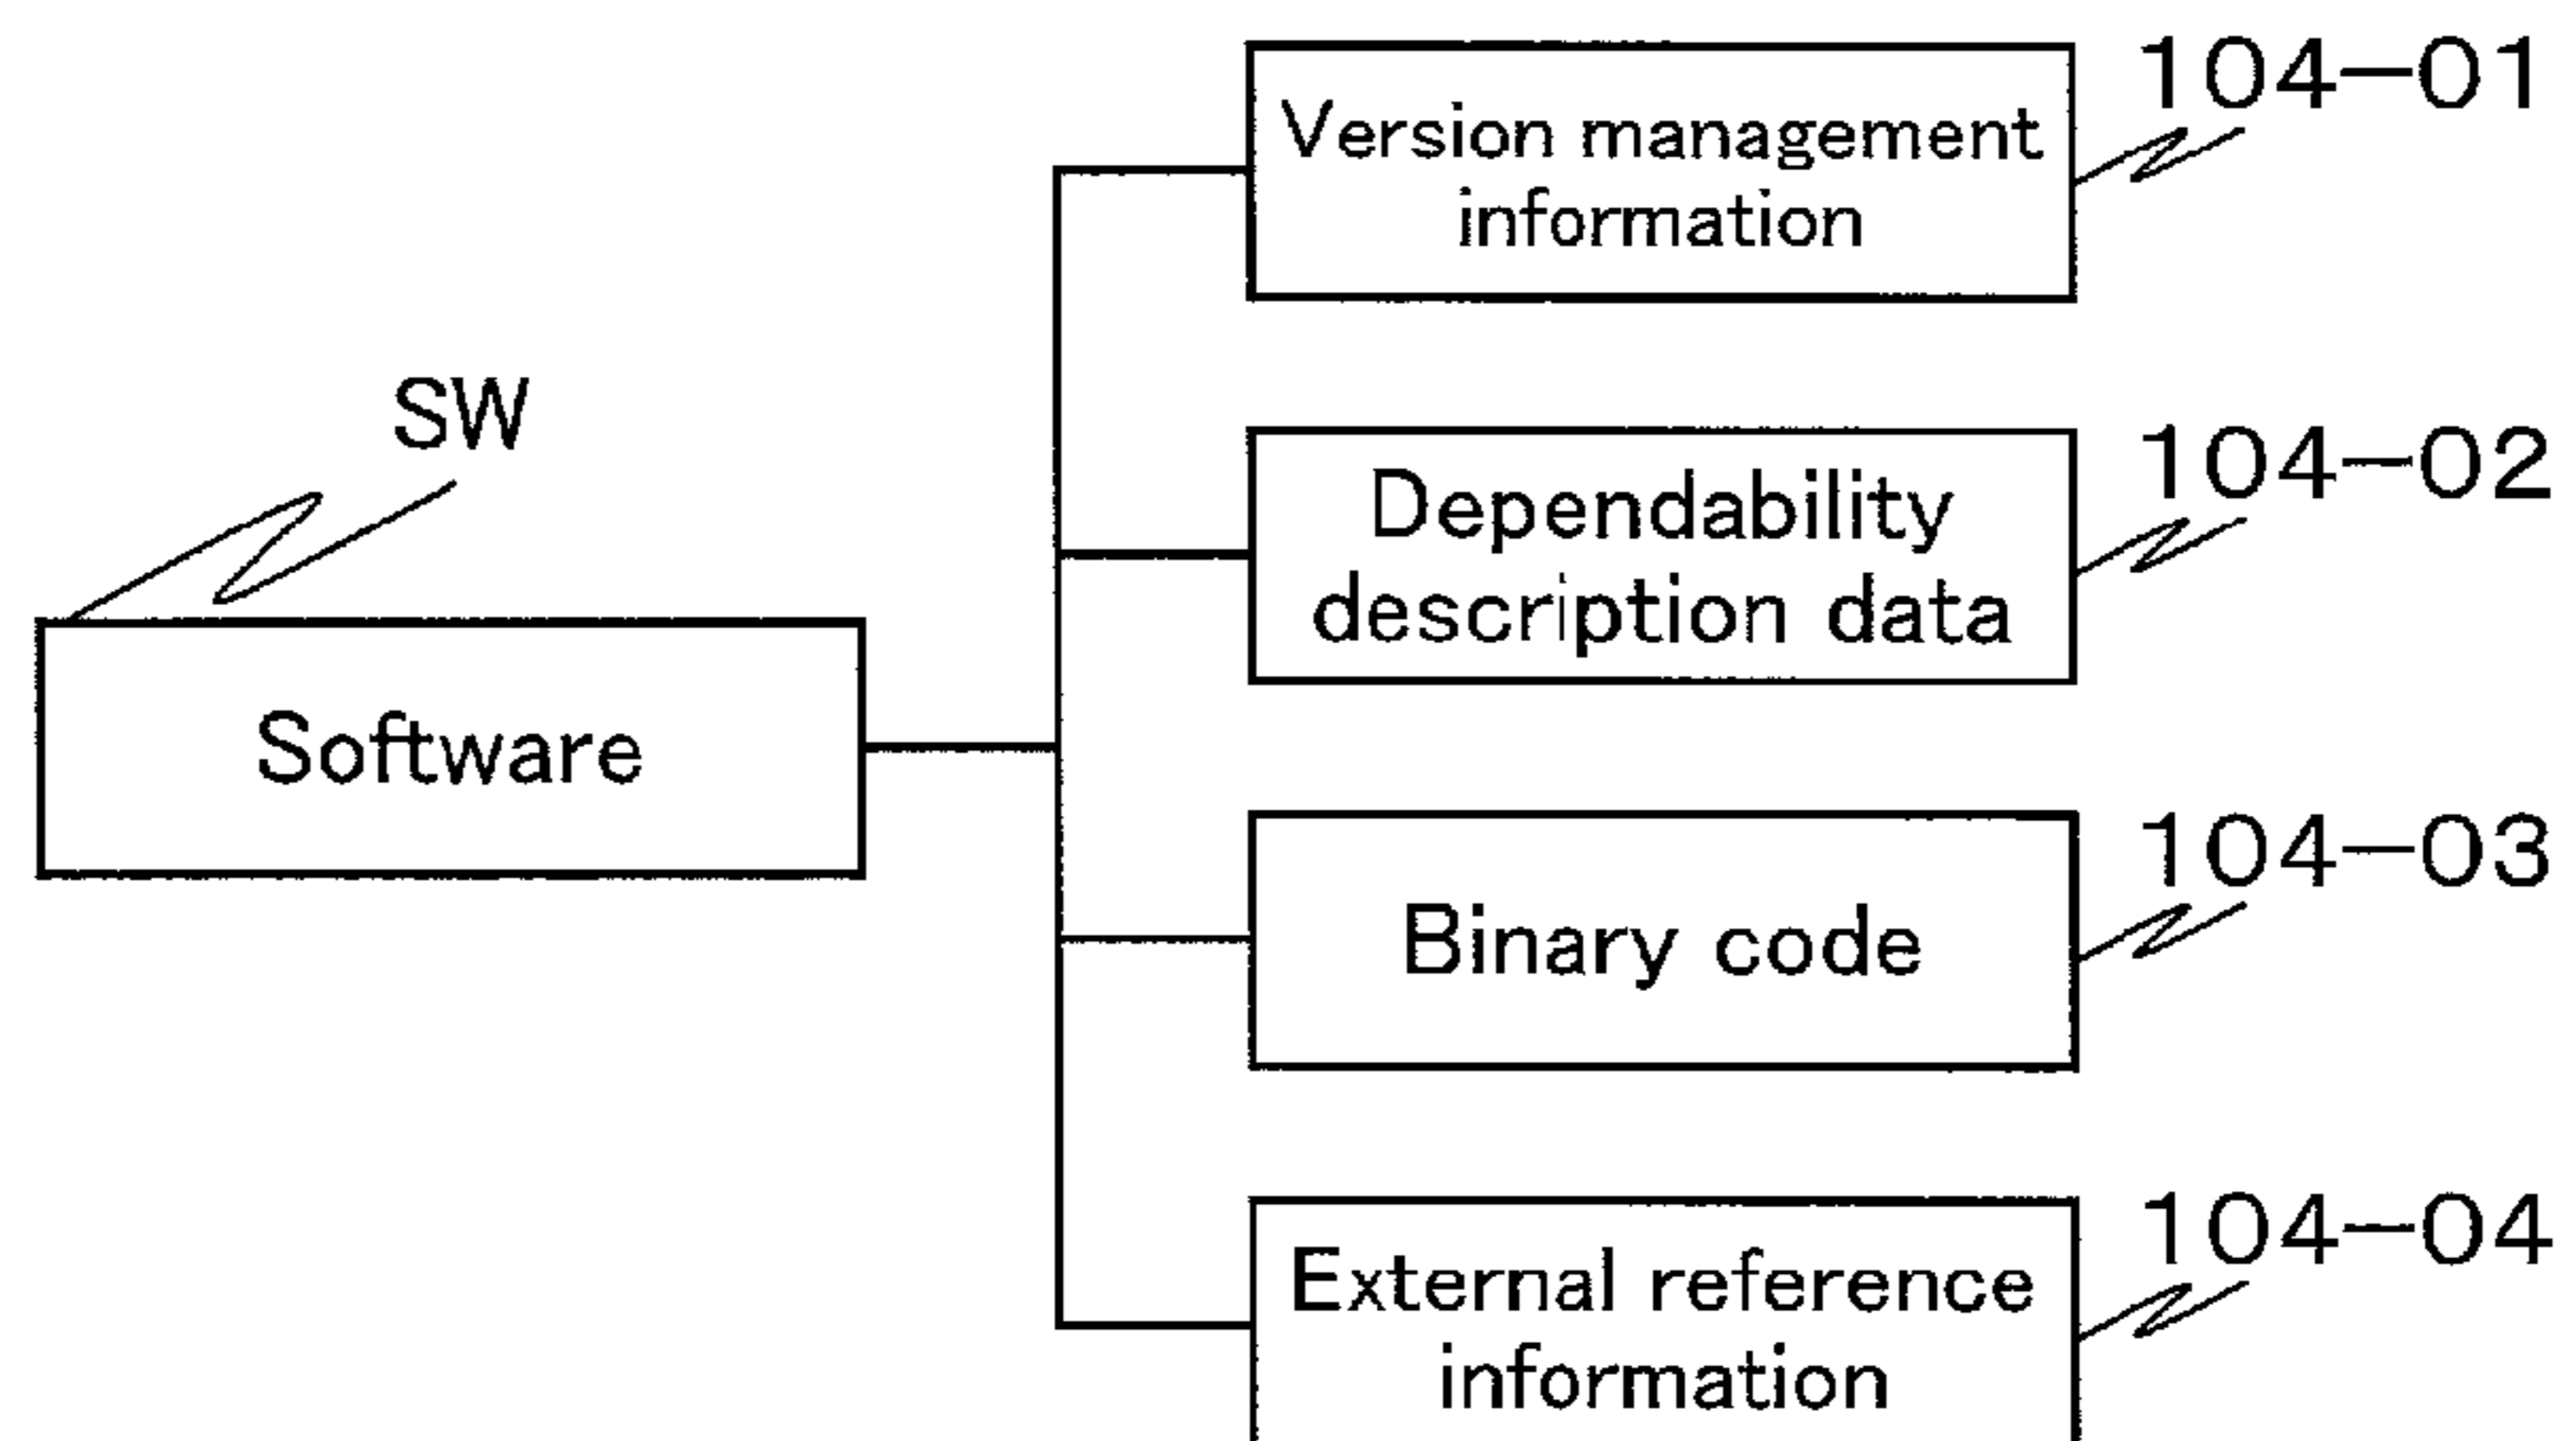 104-01
Version management
information
SW
104-02
Dependability
description data
Software
104-03
Binary code
104-04
External reference
information